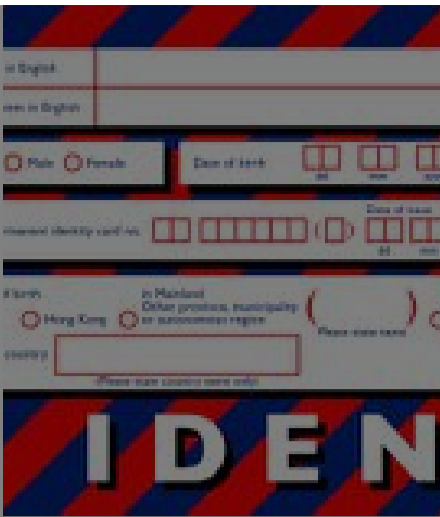 in English
in English
Male Female Date of birth
dd mm
Date of issue
identity card no. ( )
dd mm
birth in Mainland
Hong Kong Other province, municipality
or autonomous region ( )
Please state name
country
(Please state country name only)
IDEN